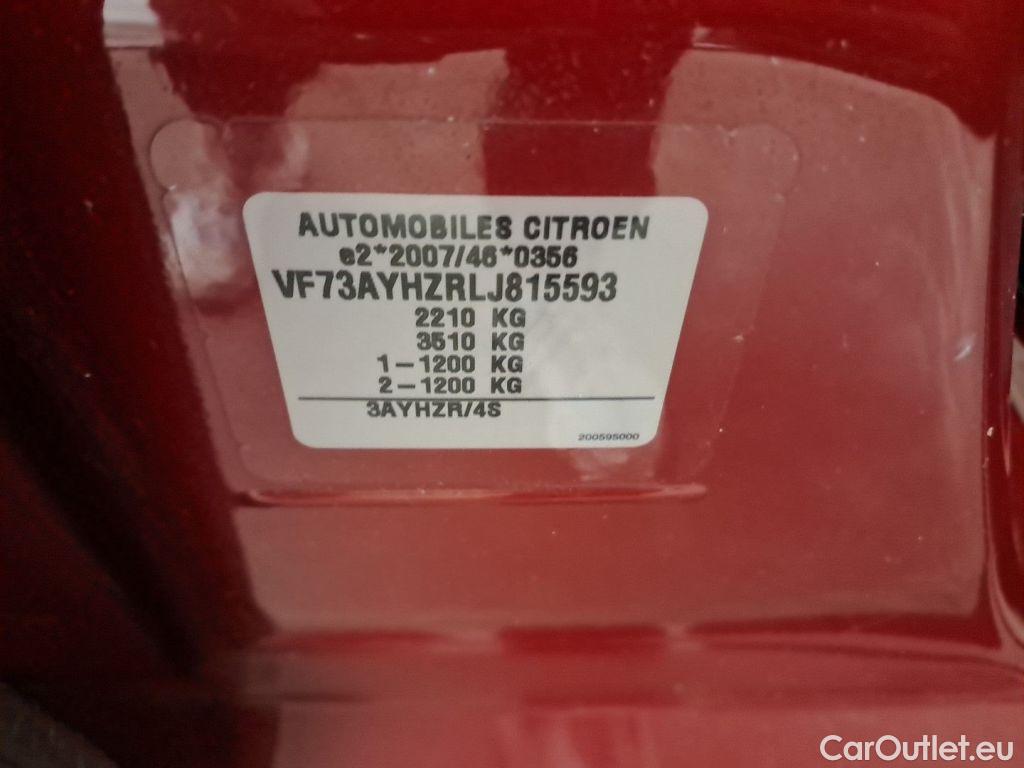 AUTOMOBILES CITROEN
e2*2007/46*0356
VF73AYHZRLJ815593
2210 KG
3510 KG
1-1200 KG
2-1200 KG
3AYHZR/4S
20059S000
CarOutlet.eu